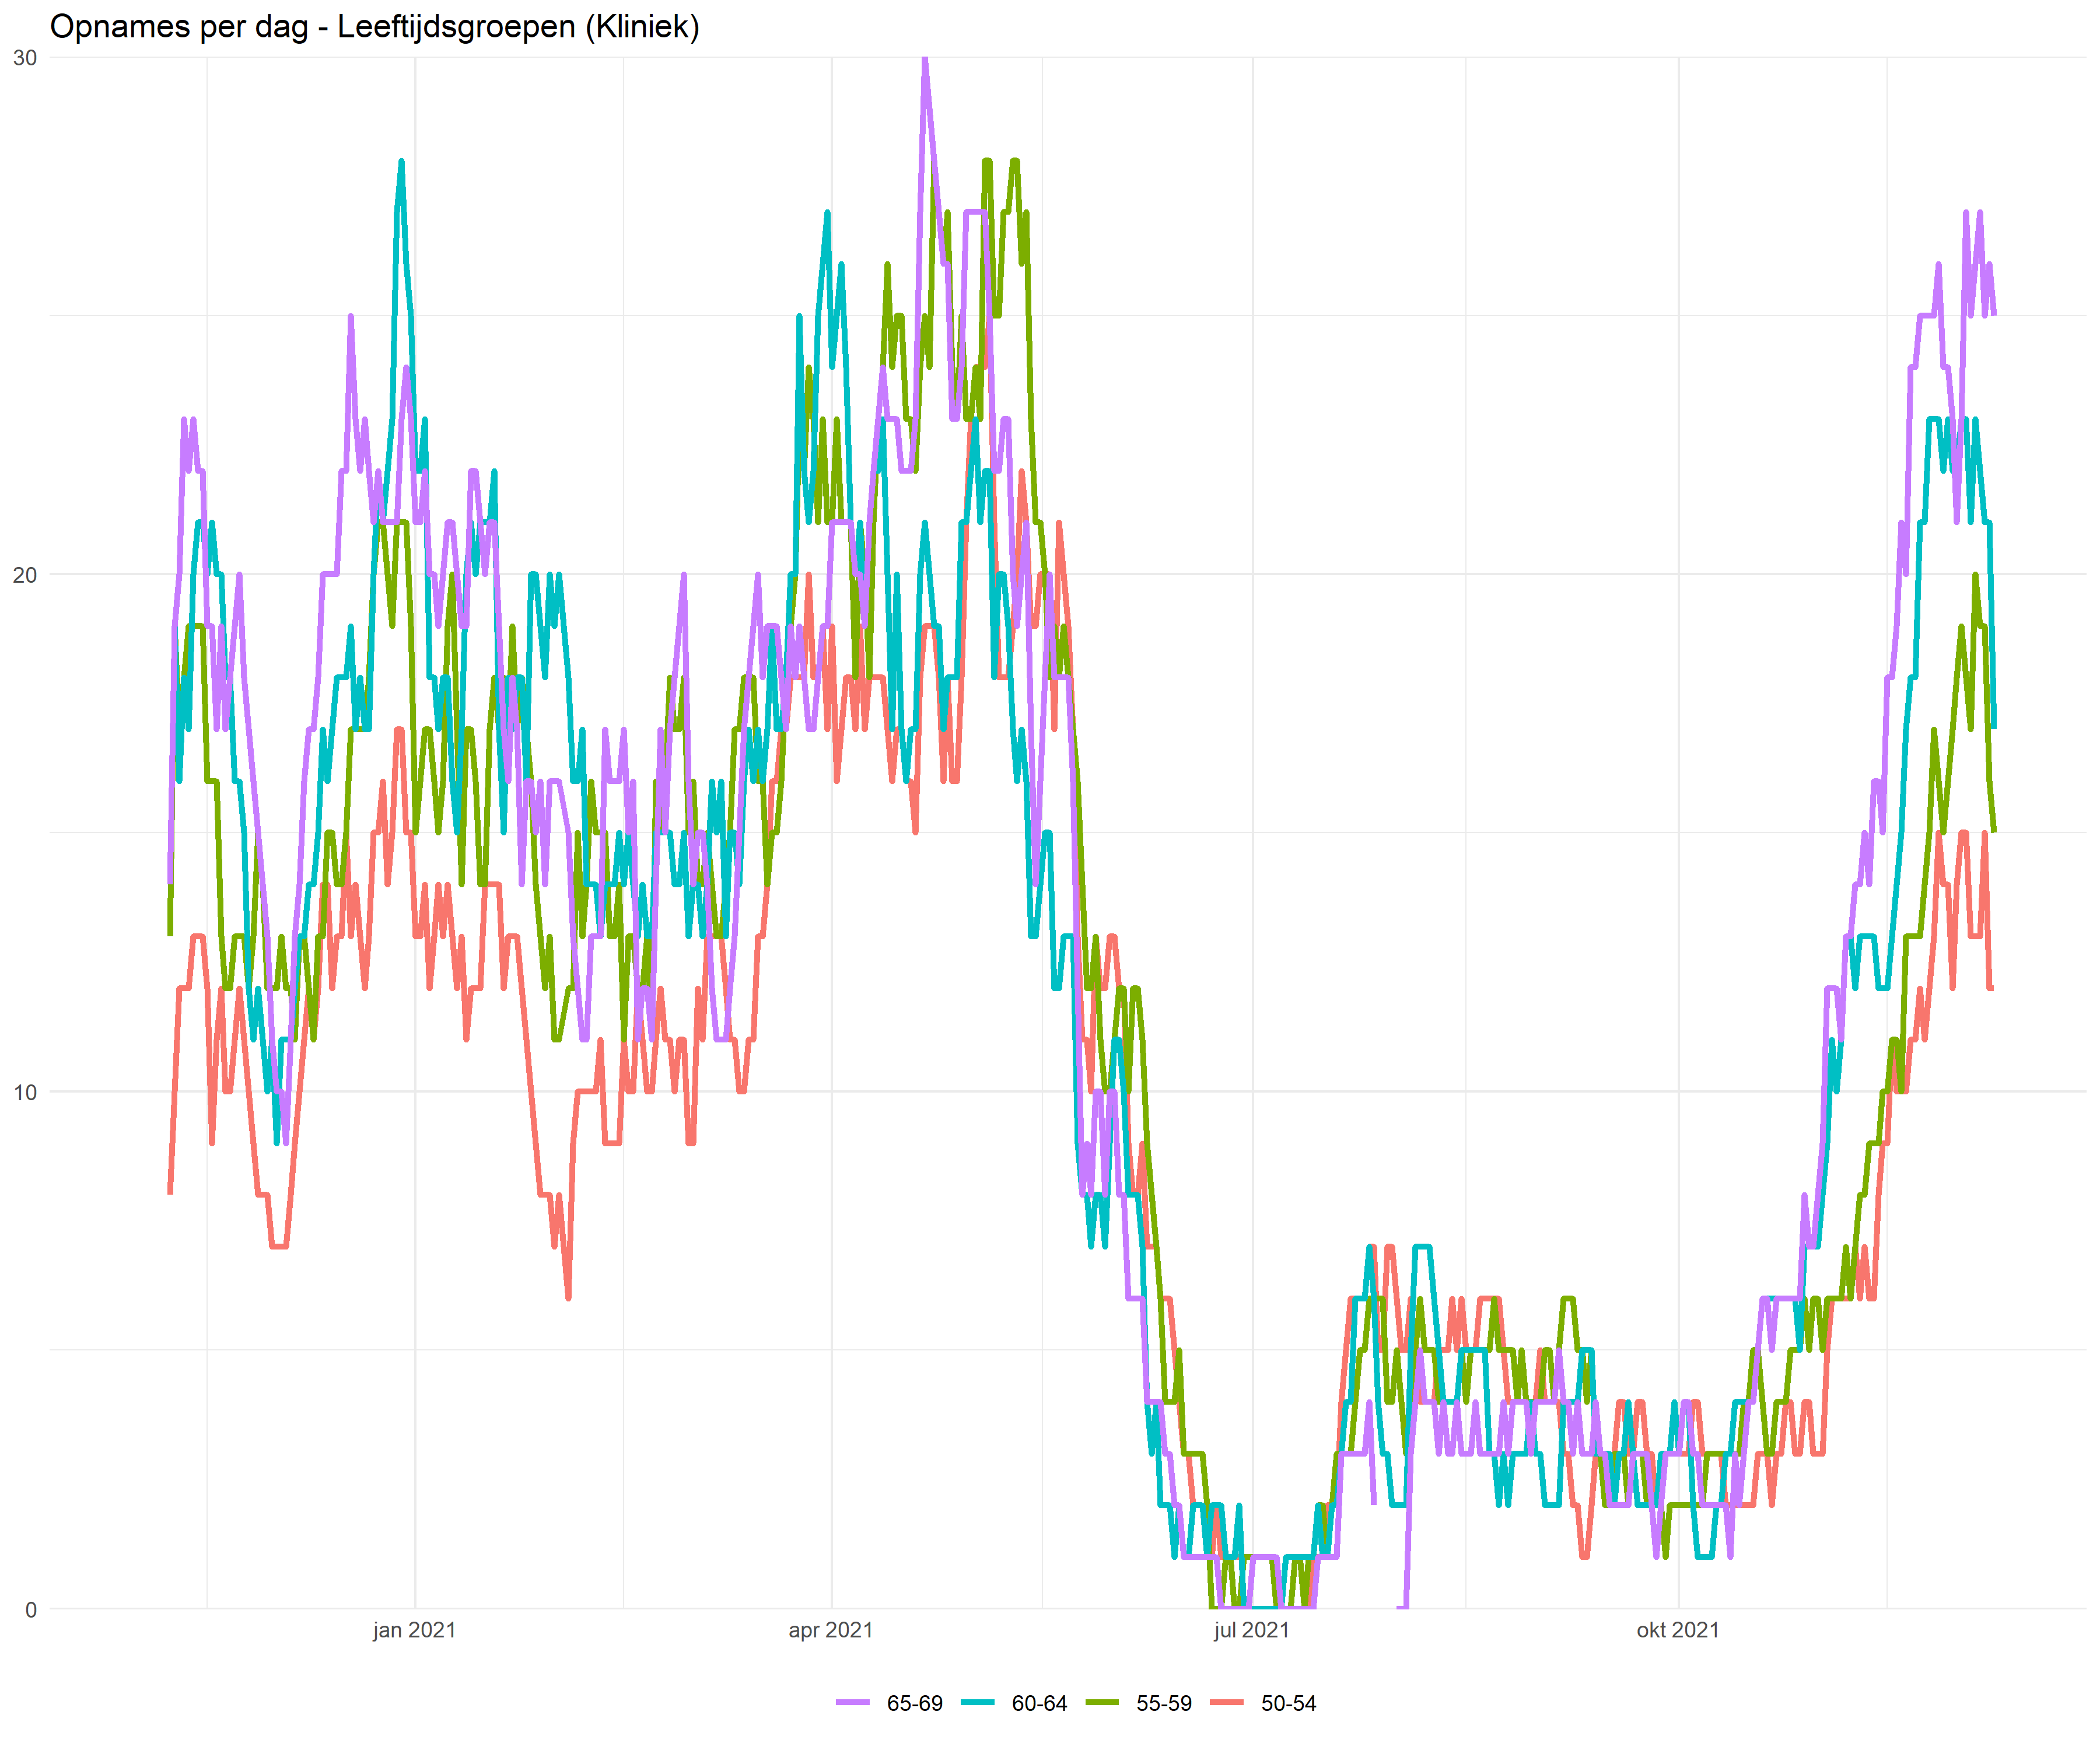 Opnames per dag - Leeftijdsgroepen (Kliniek)
30
20
10
0
jan 2021 apr 2021 jul 2021 okt 2021
65-69 60-64 55-59 50-54